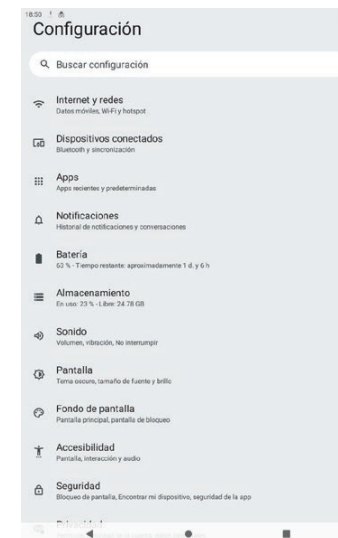 18:50
Configuración
Buscar configuración
Internet y redes
Datos móviles, Wi-Fi y hotspot
Dispositivos conectados
Bluetooth y sincronización
Apps
Apps recientes y predeterminadas
Notificaciones
Historial de notificaciones y conversaciones
Batería
63 % - Tiempo restante: aproximadamente 1 d. y 6 h
Almacenamiento
En uso: 23 % - Libre: 24.78 GB
Sonido
Volumen, vibración, No interrumpir
Pantalla
Tema oscuro, tamaño de fuente y brillo
Fondo de pantalla
Pantalla principal, pantalla de bloqueo
Accesibilidad
Pantalla, interacción y audio
Seguridad
Bloqueo de pantalla, Encontrar mi dispositivo, seguridad de la app
Privacidad